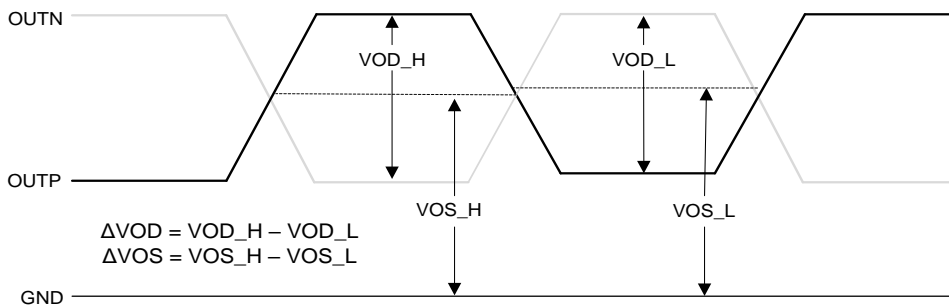 OUTN
VOD_H
VOD_L
OUTP
VOS_H
VOS_L
ΔVOD = VOD_H – VOD_L
ΔVOS = VOS_H – VOS_L
GND